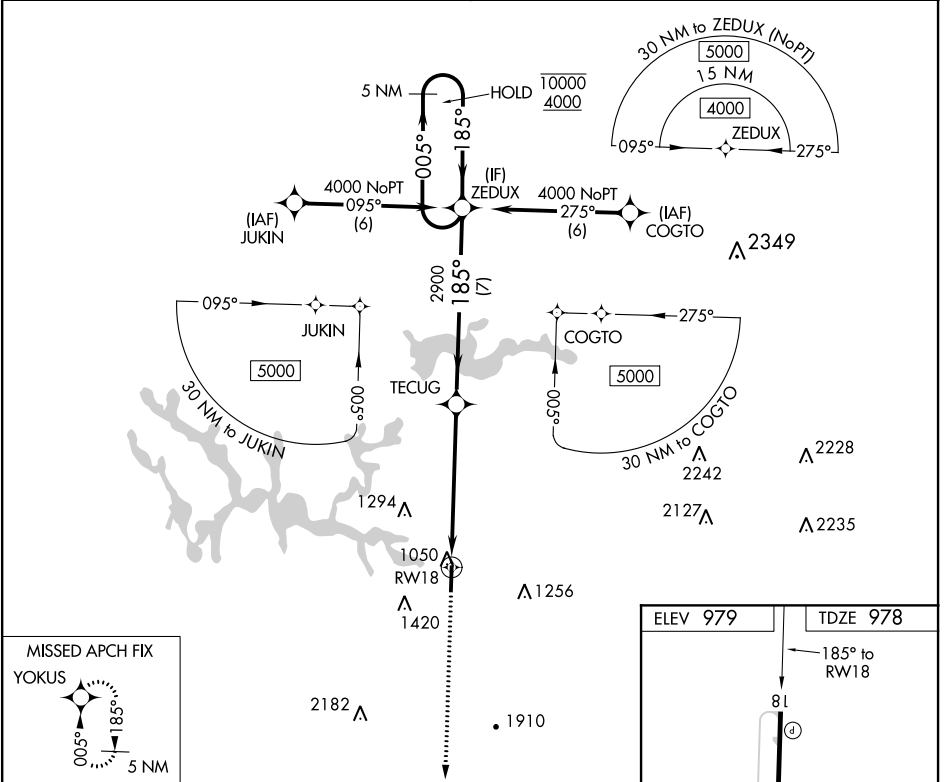 30 NM to ZEDUX (NoPT)
5000
15 NM
4000
ZEDUX
095°
275°
5 NM
HOLD
10000
4000
005°
185°
(IF)
ZEDUX
4000 NoPT
095°
(6)
(IAF)
JUKIN
4000 NoPT
275°
(6)
(IAF)
COGTO
2349
2900
185°
(7)
095°
JUKIN
5000
005°
30 NM to JUKIN
COGTO
275°
5000
005°
30 NM to COGTO
TECUG
2242
2228
1294
2127
2235
1050
RW18
1256
1420
2182
1910
MISSED APCH FIX
YOKUS
005°
185°
5 NM
ELEV 979
TDZE 978
185° to
RW18
18
P